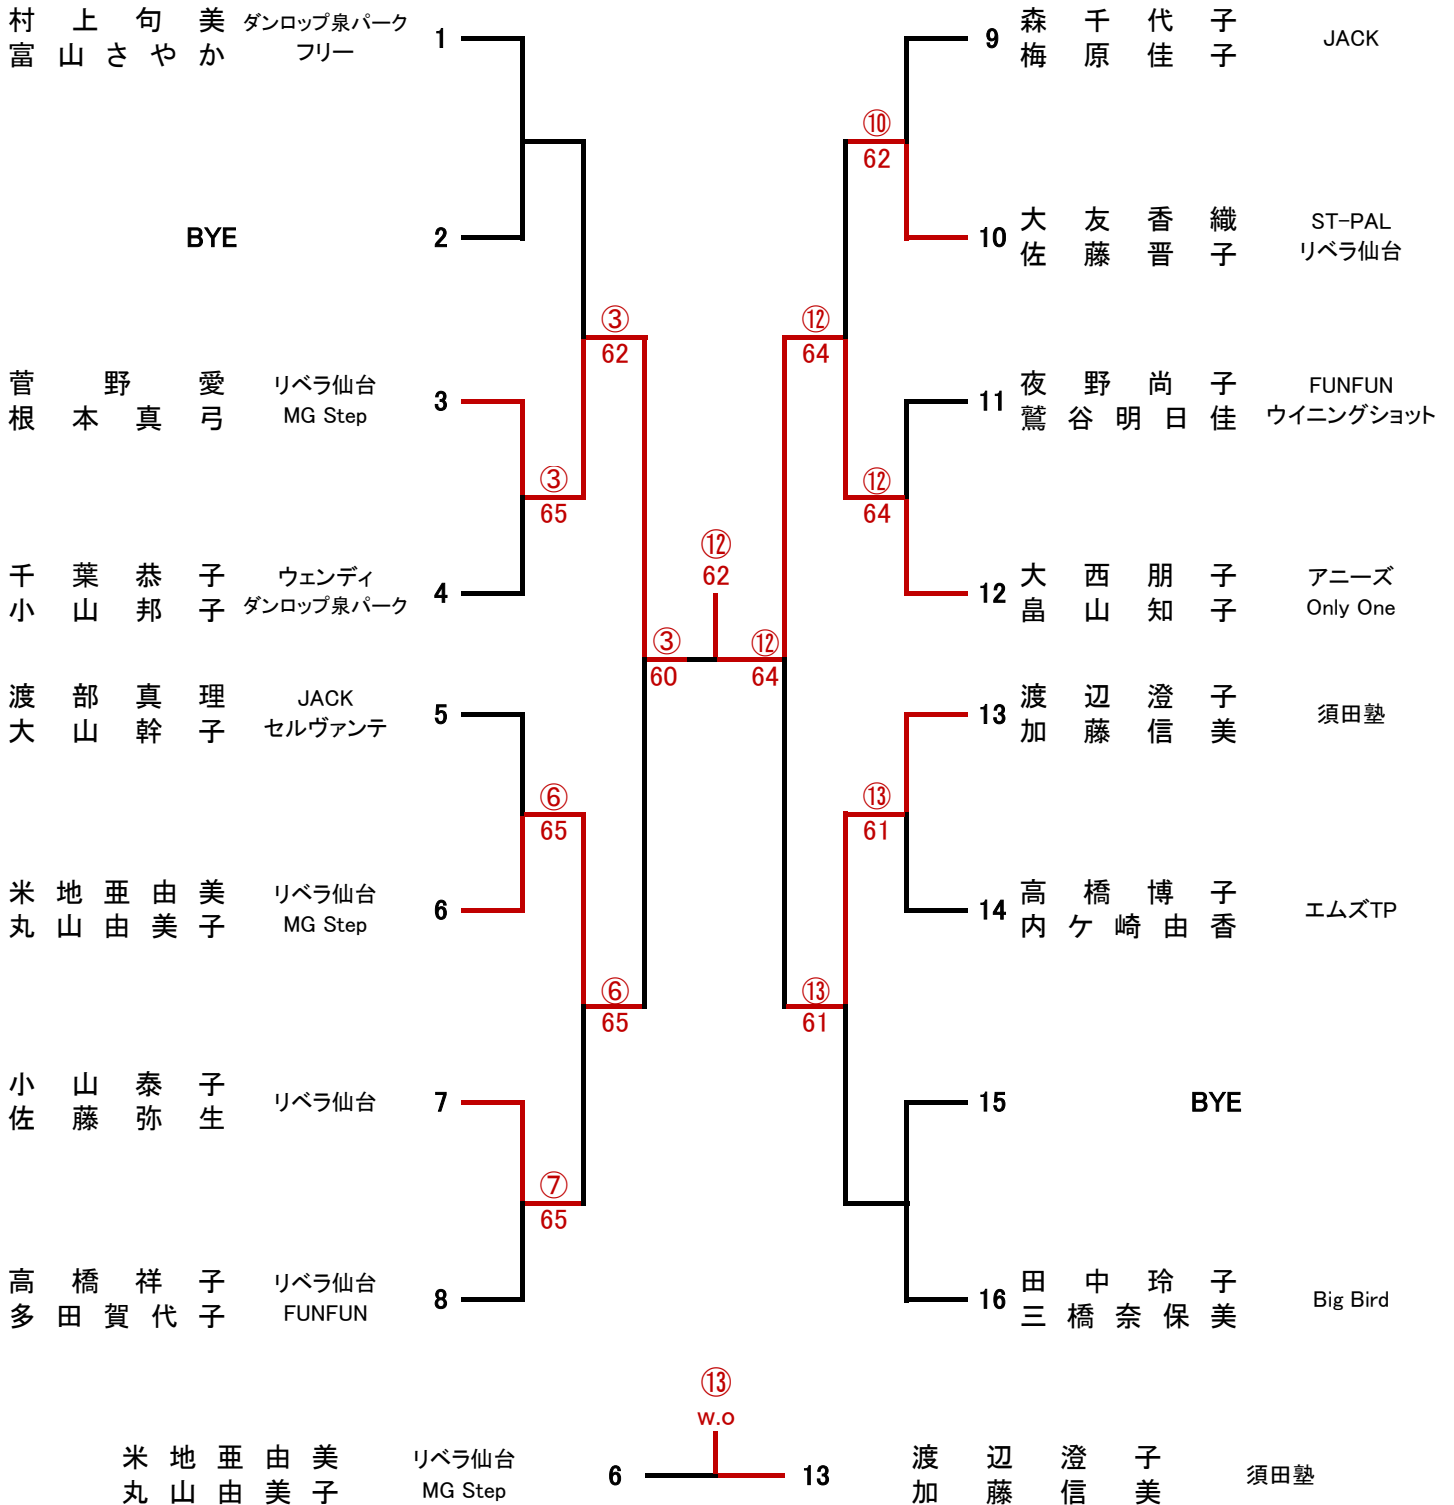 村上句美 ダンロップ泉パーク
富山さやか フリー
1
BYE 2
菅野愛 リベラ仙台
根本真弓 MG Step
3
千葉恭子 ウェンディ
小山邦子 ダンロップ泉パーク
4
渡部真理 JACK
大山幹子 セルヴァンテ
5
米地亜由美 リベラ仙台
丸山由美子 MG Step
6
小山泰子
佐藤弥生
リベラ仙台 7
高橋祥子 リベラ仙台
多田賀代子 FUNFUN
8
③
62
③
65
⑥
65
⑥
65
⑦
65
③
60
⑫
62
⑫
64
⑩
62
⑫
64
⑫
64
⑬
61
⑬
61
9
森千代子
梅原佳子
JACK
10
大友香織 ST-PAL
佐藤晋子 リベラ仙台
11
夜野尚子 FUNFUN
鷲谷明日佳 ウイニングショット
12
大西朋子 アニーズ
畠山知子 Only One
13
渡辺澄子
加藤信美
須田塾
14
高橋博子
内ケ崎由香
エムズTP
15 BYE
16
田中玲子
三橋奈保美
Big Bird
⑬
w.o
米地亜由美 リベラ仙台
丸山由美子 MG Step
6 13
渡辺澄子
加藤信美
須田塾